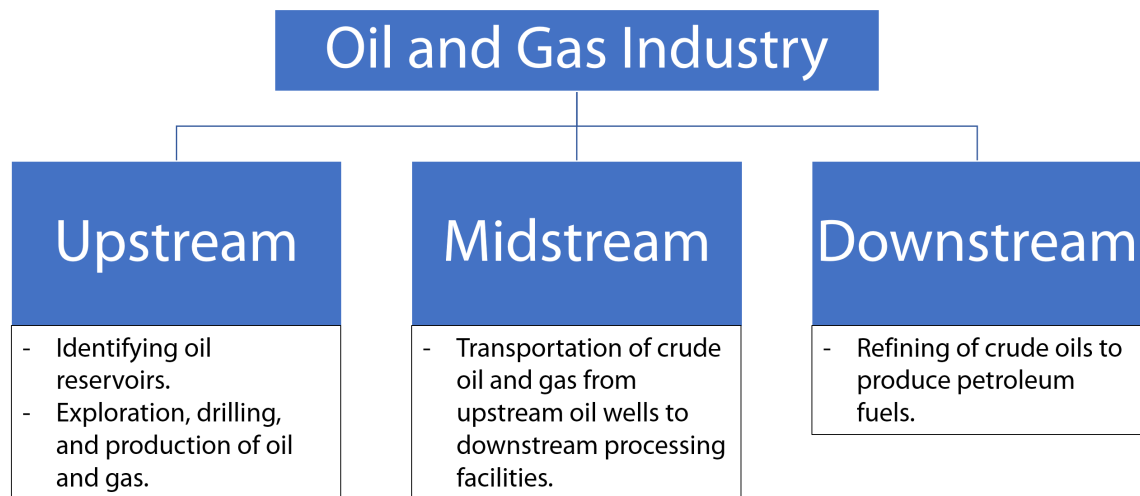 Oil and Gas Industry
Upstream
- Identifying oil
reservoirs.
- Exploration, drilling,
and production of oil
and gas.
Midstream
- Transportation of crude
oil and gas from
upstream oil wells to
downstream processing
facilities.
Downstream
- Refining of crude oils to
produce petroleum
fuels.